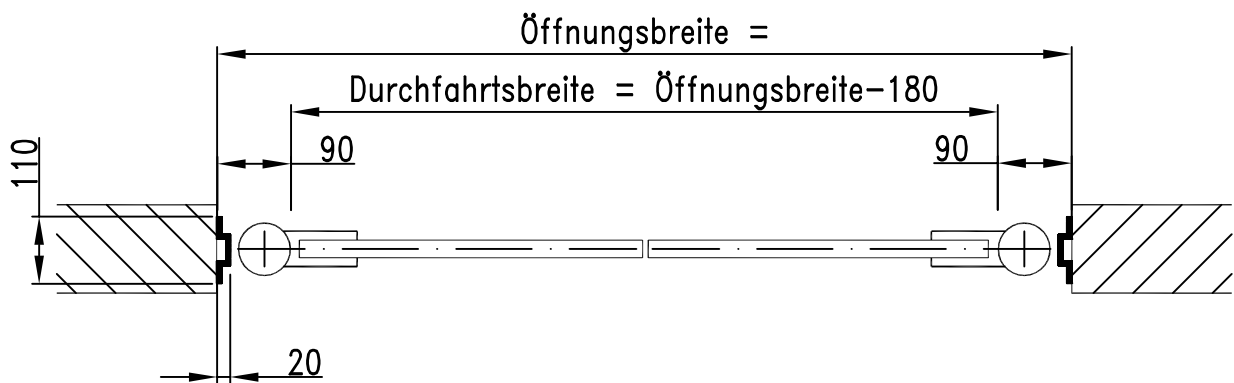 Öffnungsbreite =
Durchfahrtsbreite = Öffnungsbreite-180
90
90
110
20